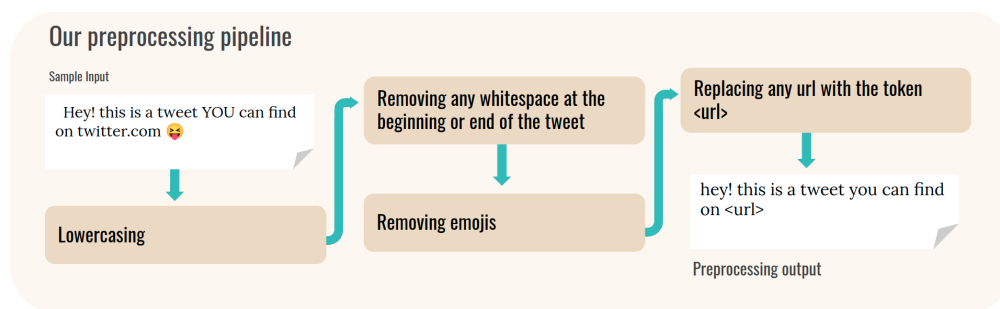 Our preprocessing pipeline
Sample Input
Hey! this is a tweet YOU can find
on twitter.com 😝
Lowercasing
Removing any whitespace at the
beginning or end of the tweet
Removing emojis
Replacing any url with the token
<url>
hey! this is a tweet you can find
on <url>
Preprocessing output